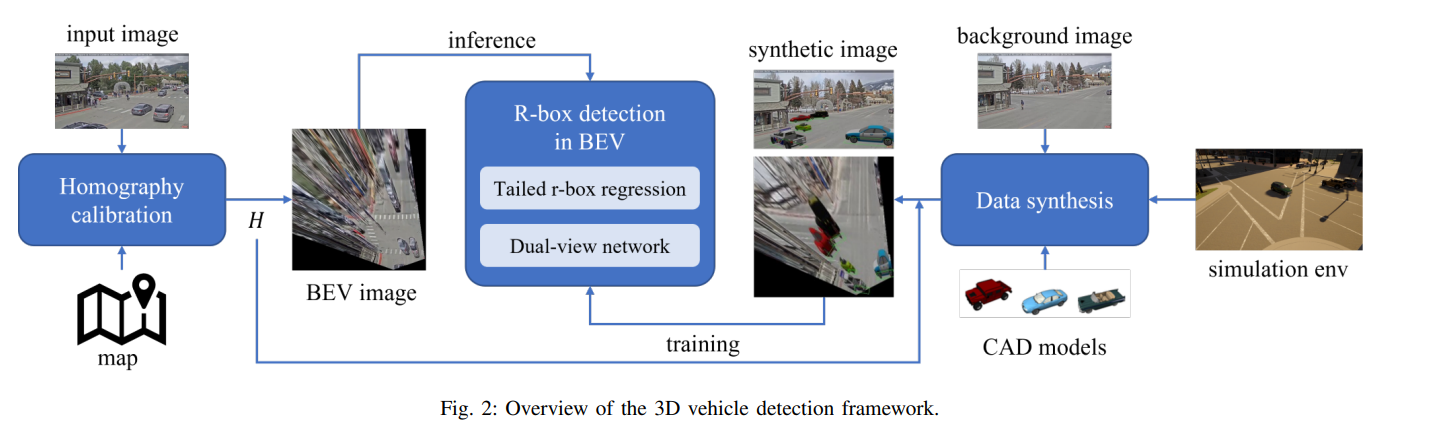 input image
inference
synthetic image
background image
R-box detection
in BEV
Tailed r-box regression
Dual-view network
Homography
calibration
H
Data synthesis
BEV image
simulation env
map
training
CAD models
Fig. 2: Overview of the 3D vehicle detection framework.